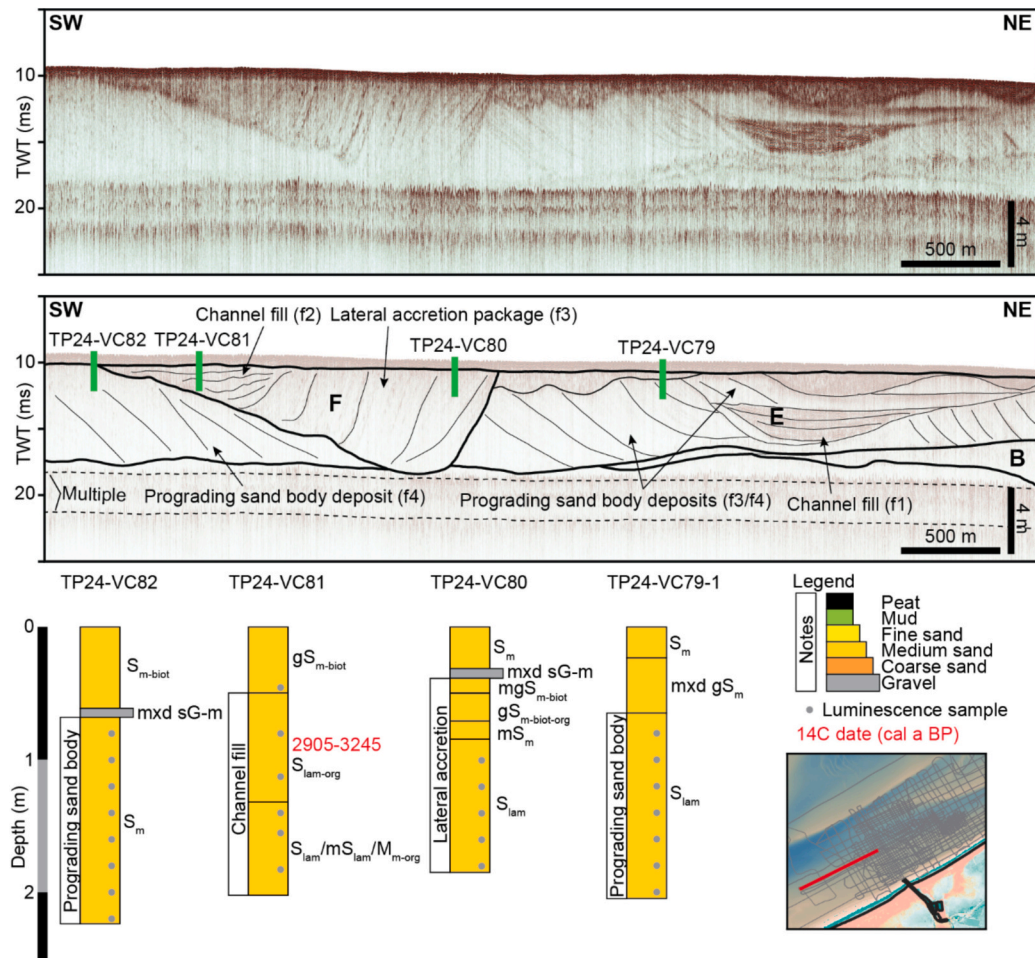 SW NE
10
TWT (ms)
20
4 m
500 m
SW NE
Channel fill (f2) Lateral accretion package (f3)
TP24-VC82 TP24-VC81 TP24-VC80 TP24-VC79
10
F
E
TWT (ms)
B
20
Multiple Prograding sand body deposit (f4) Prograding sand body deposits (f3/f4) Channel fill (f1)
4 m
500 m
TP24-VC82 TP24-VC81 TP24-VC80 TP24-VC79-1
Depth (m)
0
1
2
Sm-biot
mxd sG-m
Sm
Prograding sand body
gSm-biot
2905-3245
Slam-org
Slam/mSlam/Mm-org
Channel fill
Sm
mxd sG-m
mgSm-biot
gSm-biot-org
mSm
Slam
Lateral accretion
Sm
mxd gSm
Slam
Prograding sand body
Legend
Notes
Peat
Mud
Fine sand
Medium sand
Coarse sand
Gravel
Luminescence sample
14C date (cal a BP)